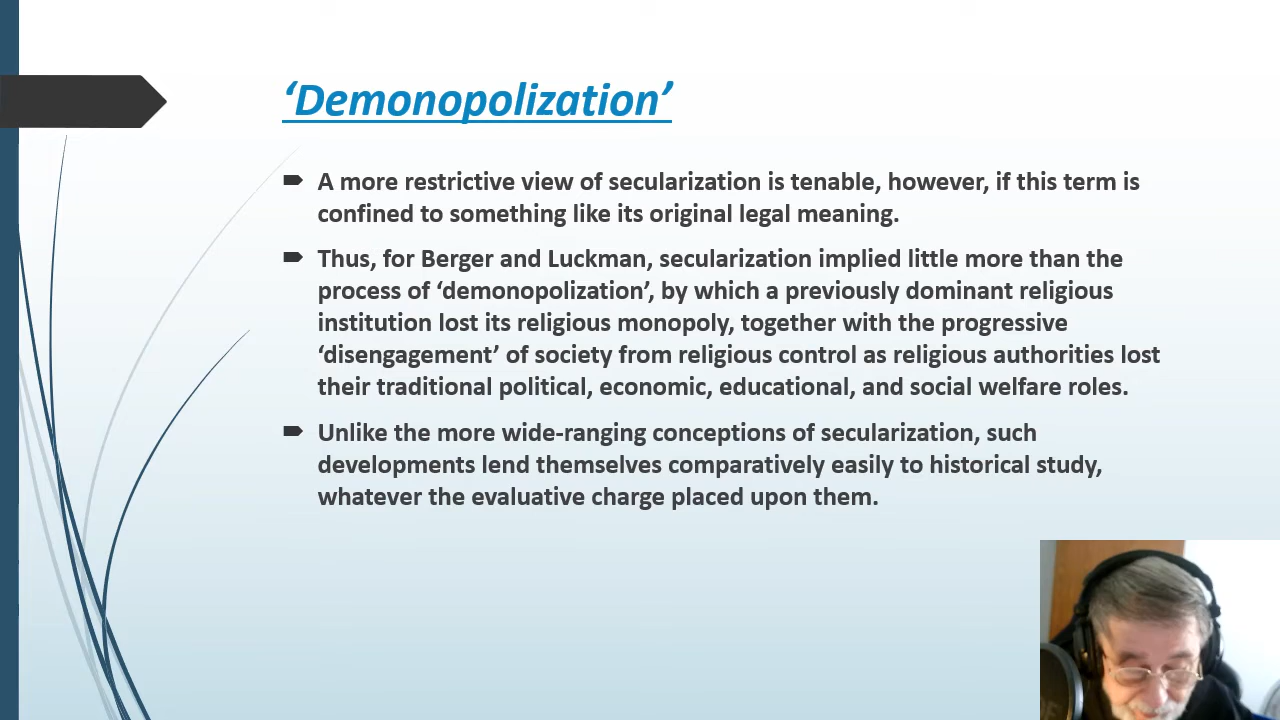 ‘Demonopolization’
A more restrictive view of secularization is tenable, however, if this term is
confined to something like its original legal meaning.
Thus, for Berger and Luckman, secularization implied little more than the
process of ‘demonopolization’, by which a previously dominant religious
institution lost its religious monopoly, together with the progressive
‘disengagement’ of society from religious control as religious authorities lost
their traditional political, economic, educational, and social welfare roles.
Unlike the more wide-ranging conceptions of secularization, such
developments lend themselves comparatively easily to historical study,
whatever the evaluative charge placed upon them.